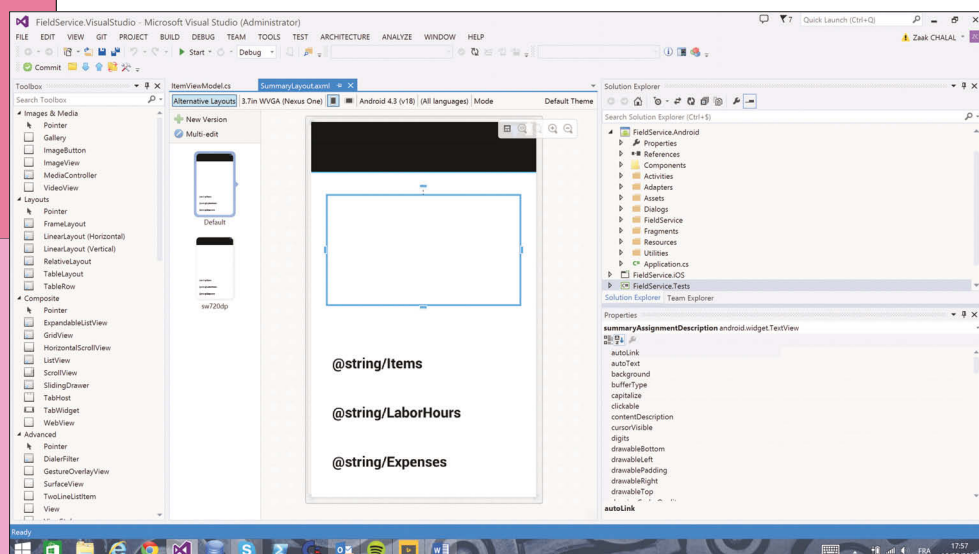 FieldService.VisualStudio - Microsoft Visual Studio (Administrator)
7
Quick Launch (Ctrl+Q)
FILE EDIT VIEW GIT PROJECT BUILD DEBUG TEAM TOOLS TEST ARCHITECTURE ANALYZE WINDOW HELP
Zaak CHALAL
Start
Debug
Commit
Toolbox
Search Toolbox
Images & Media
Pointer
Gallery
ImageButton
ImageView
MediaController
VideoView
Layouts
Pointer
FrameLayout
LinearLayout (Horizontal)
LinearLayout (Vertical)
RelativeLayout
TableLayout
TableRow
Composite
Pointer
ExpandableListView
GridView
HorizontalScrollView
ListView
ScrollView
SlidingDrawer
TabHost
TabWidget
WebView
Advanced
Pointer
DialerFilter
GestureOverlayView
SurfaceView
TwoLineListItem
View
ItemViewModel.cs
SummaryLayout.axml
Alternative Layouts 3.7in WVGA (Nexus One) Android 4.3 (v18) (All languages) Mode Default Theme
New Version
Multi-edit
Default
sw720dp
@string/Items
@string/LaborHours
@string/Expenses
Solution Explorer
Search Solution Explorer (Ctrl+$)
FieldService.Android
Properties
References
Components
Activities
Adapters
Assets
Dialogs
FieldService
Fragments
Resources
Utilities
Application.cs
FieldService.iOS
FieldService.Tests
Solution Explorer Team Explorer
Properties
summaryAssignmentDescription android.widget.TextView
autoLink
autoText
background
bufferType
capitalize
clickable
contentDescription
cursorVisible
digits
drawableBottom
drawableLeft
drawablePadding
drawableRight
drawableTop
autoLink
Ready
FRA
17:57